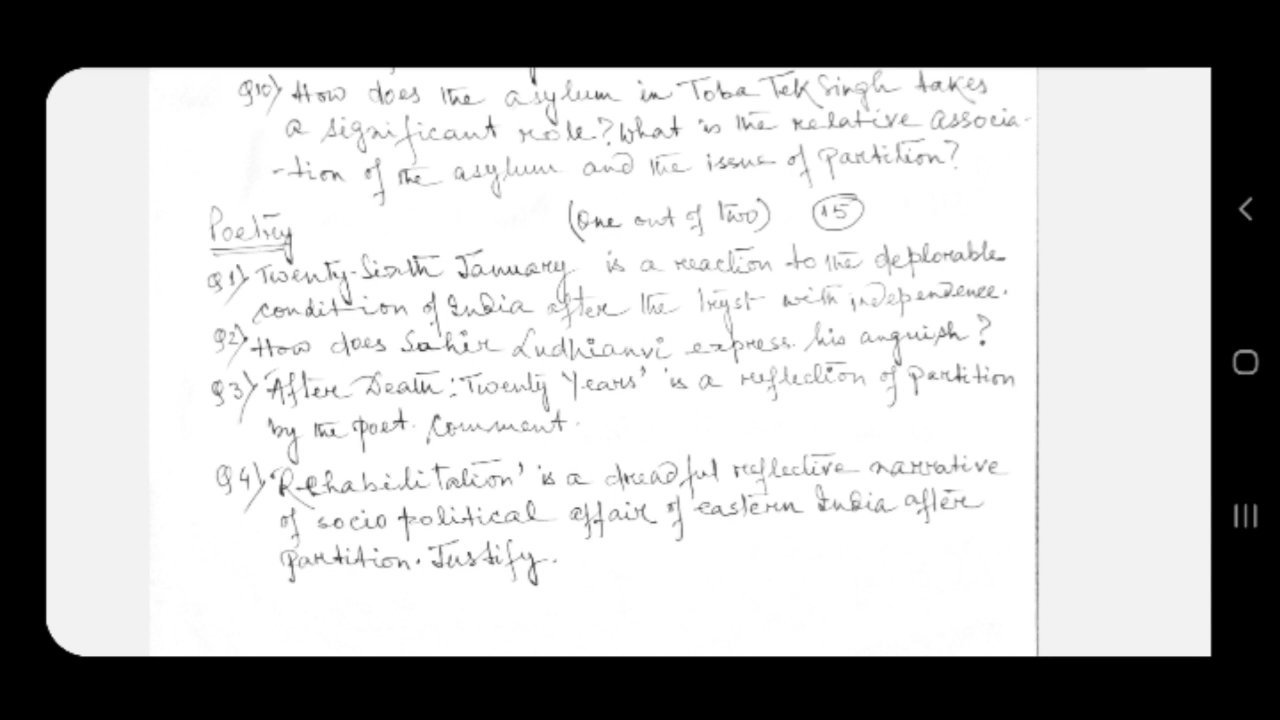 Q10) How does the asylum in Toba Tek Singh takes
a significant role? What is the relative associa-
-tion of the asylum and the issue of partition?
Poetry (One out of two) 15
Q1) Twenty-Sixth January is a reaction to the deplorable
condition of India after the tryst with independence.
Q2) How does Sahir Ludhianvi express his anguish?
Q3) 'After Death: Twenty Years' is a reflection of partition
by the poet. Comment.
Q4) 'Rehabilitation' is a dreadful reflective narrative
of socio political affair of eastern India after
partition. Justify.